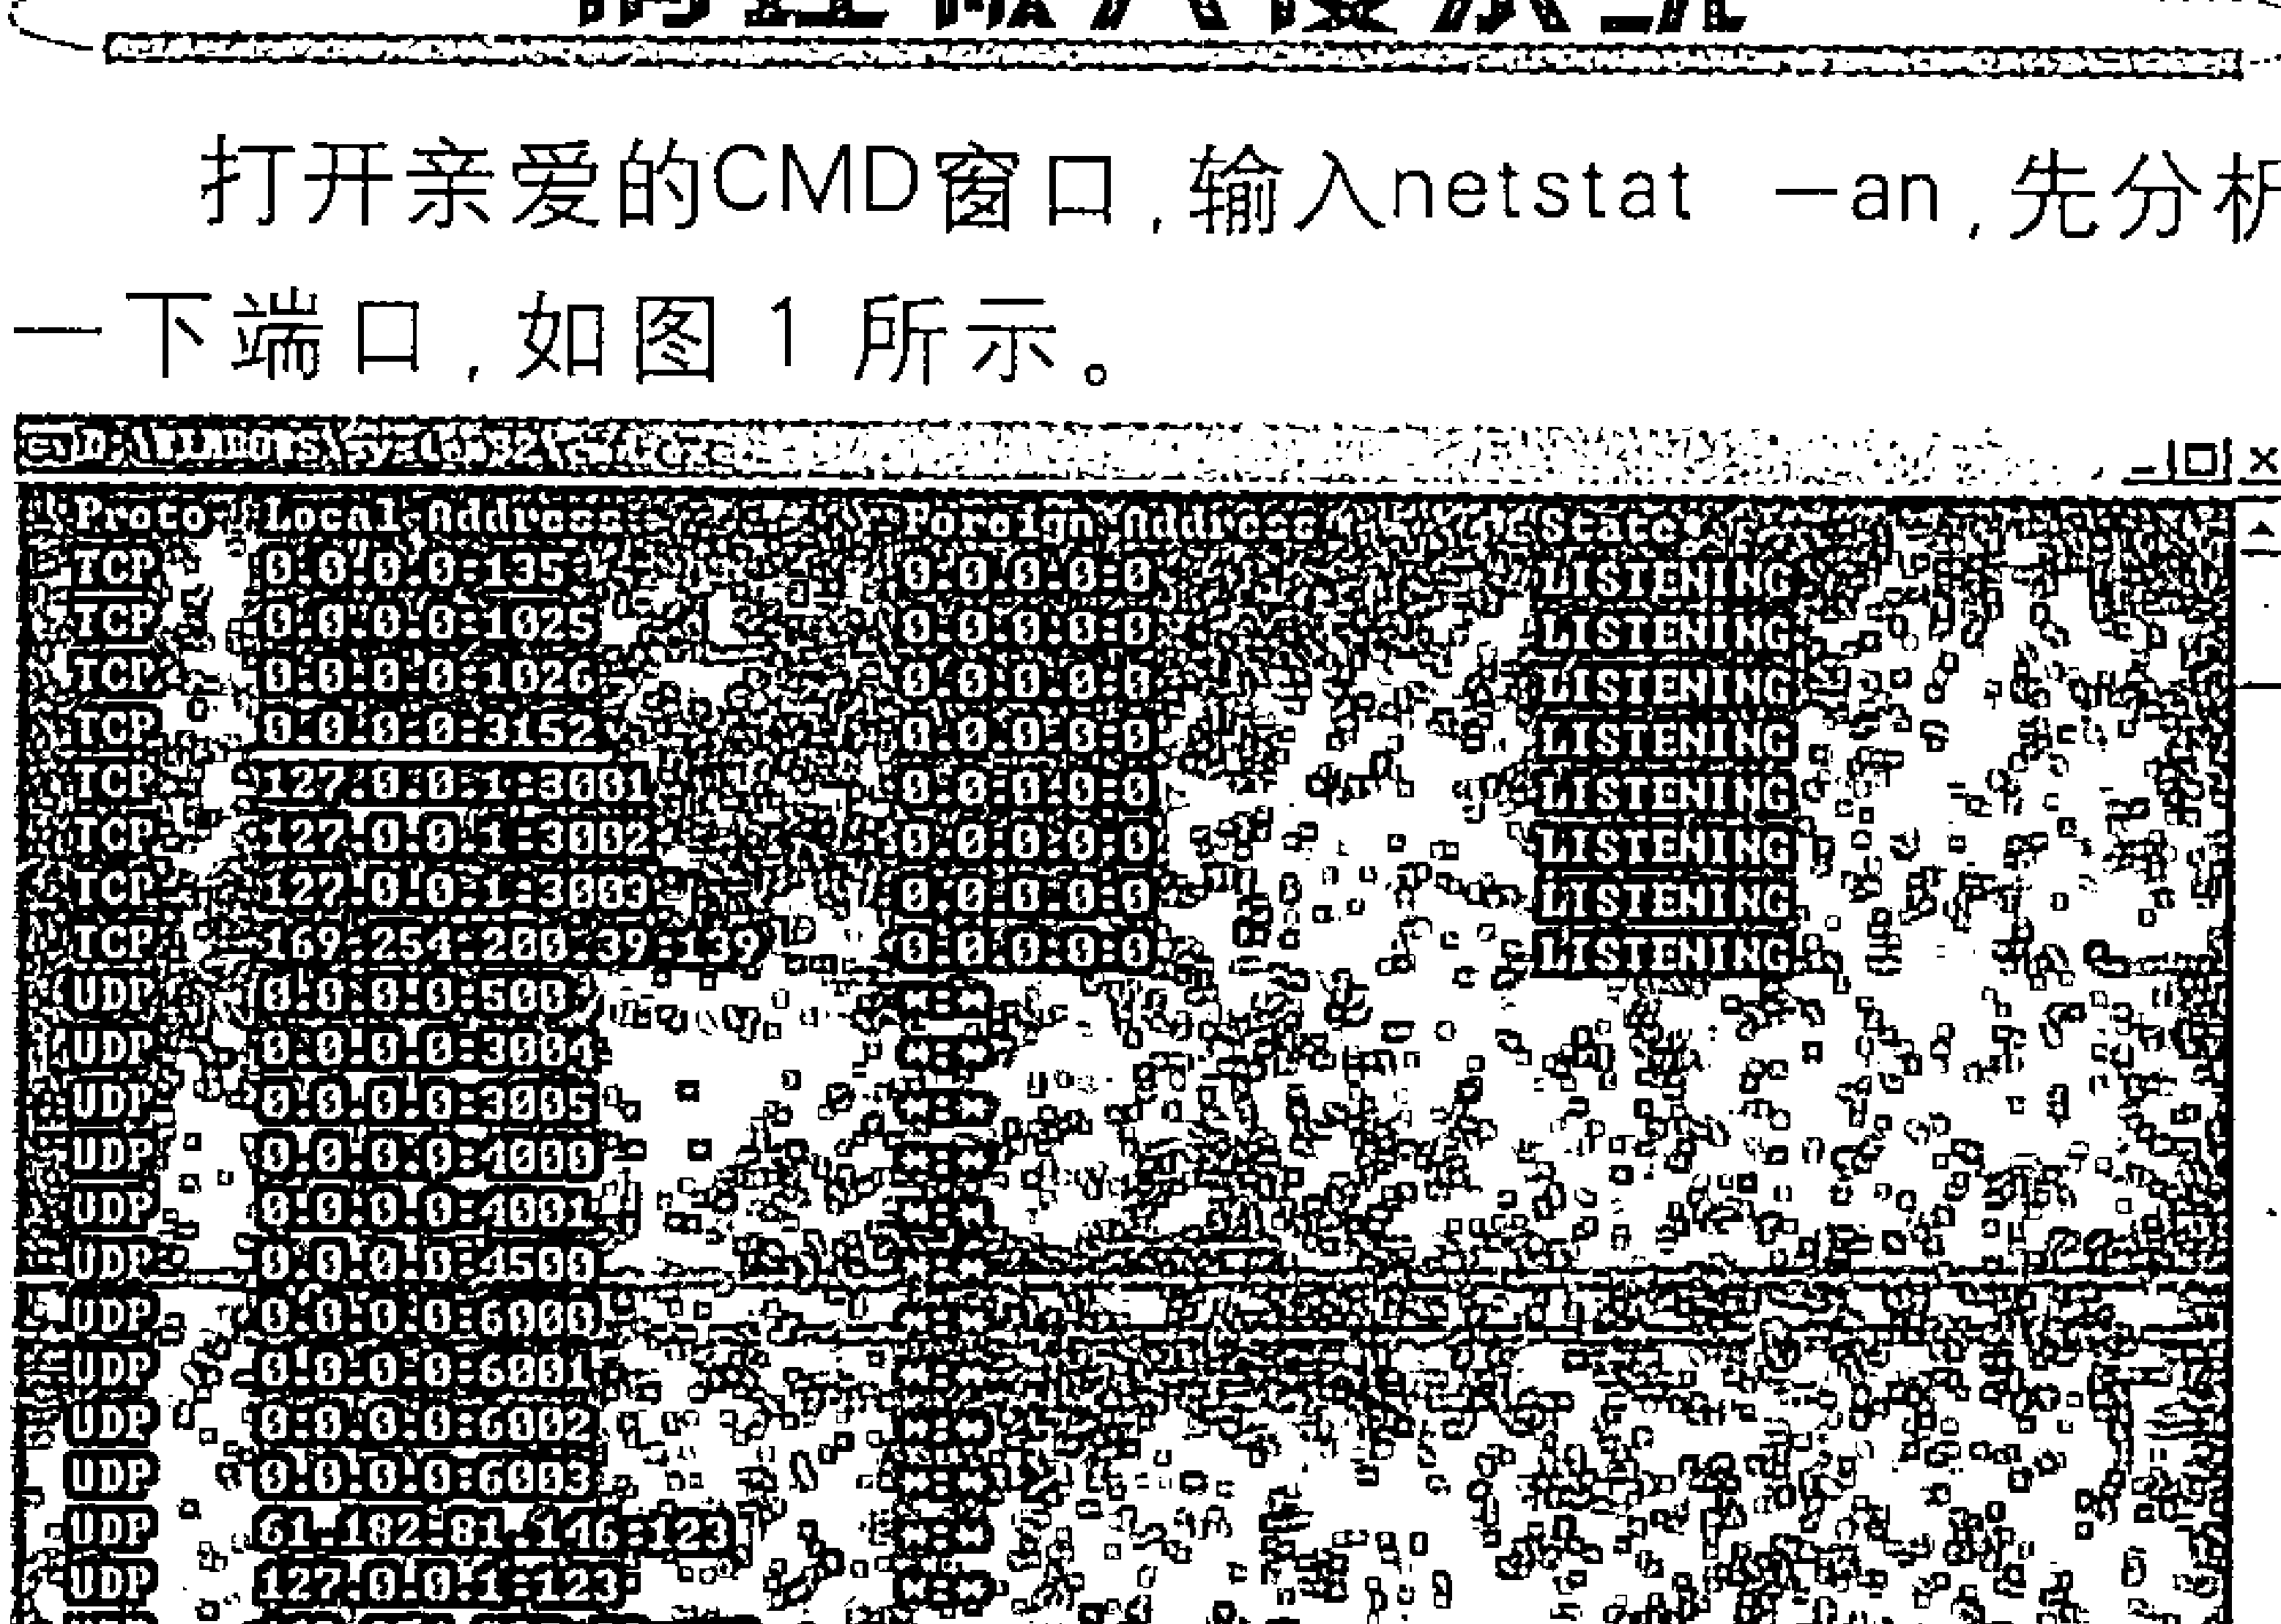 打开亲爱的CMD窗口,输入netstat －an,先分析
一下端口,如图 1 所示。
Proto Local Address Foreign Address State
TCP 0.0.0.0:135 0.0.0.0:0 LISTENING
TCP 0.0.0.0:1025 0.0.0.0:0 LISTENING
TCP 0.0.0.0:1026 0.0.0.0:0 LISTENING
TCP 0.0.0.0:3152 0.0.0.0:0 LISTENING
TCP 127.0.0.1:3001 0.0.0.0:0 LISTENING
TCP 127.0.0.1:3002 0.0.0.0:0 LISTENING
TCP 127.0.0.1:3003 0.0.0.0:0 LISTENING
TCP 169.254.200.39:139 0.0.0.0:0 LISTENING
UDP 0.0.0.0:500 *:*
UDP 0.0.0.0:3004 *:*
UDP 0.0.0.0:3005 *:*
UDP 0.0.0.0:4000 *:*
UDP 0.0.0.0:4001 *:*
UDP 0.0.0.0:4500 *:*
UDP 0.0.0.0:6000 *:*
UDP 0.0.0.0:6001 *:*
UDP 0.0.0.0:6002 *:*
UDP 0.0.0.0:6003 *:*
UDP 61.182.81.146:123 *:*
UDP 127.0.0.1:123 *:*